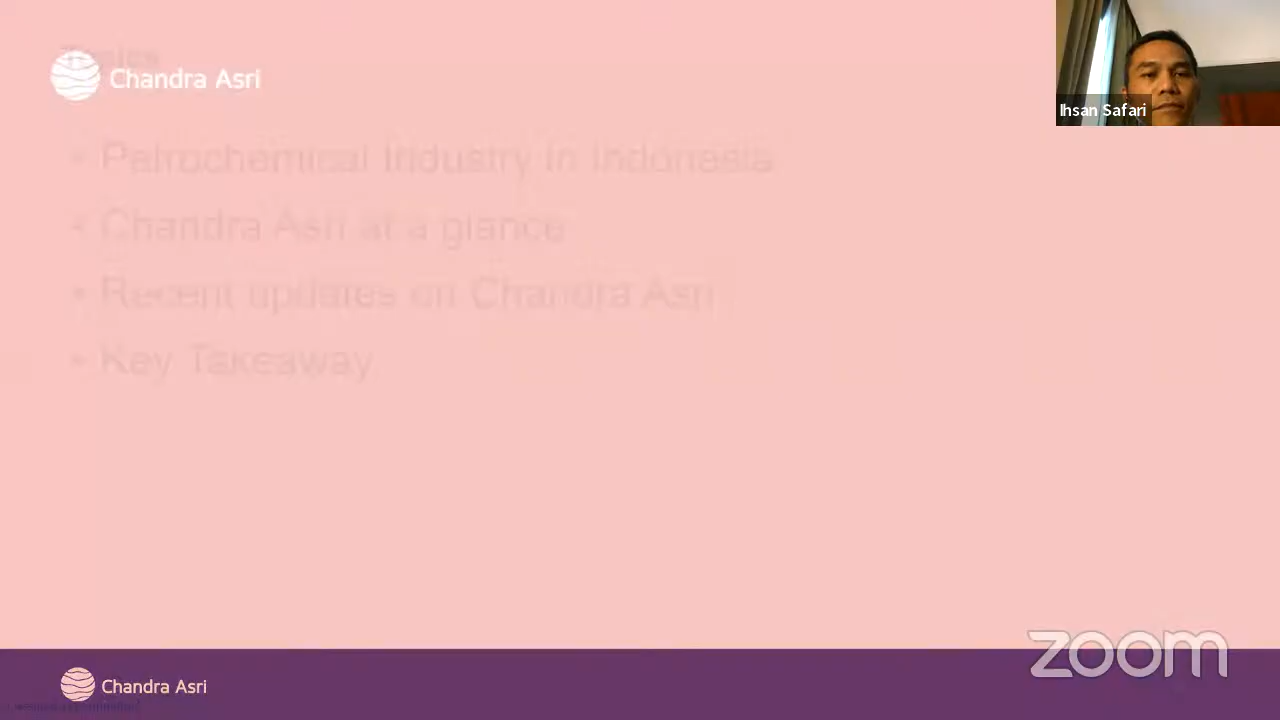 Topics
Chandra Asri
Ihsan Safari
• Petrochemical Industry in Indonesia
• Chandra Asri at a glance
• Recent updates on Chandra Asri
• Key Takeaway
zoom
Chandra Asri